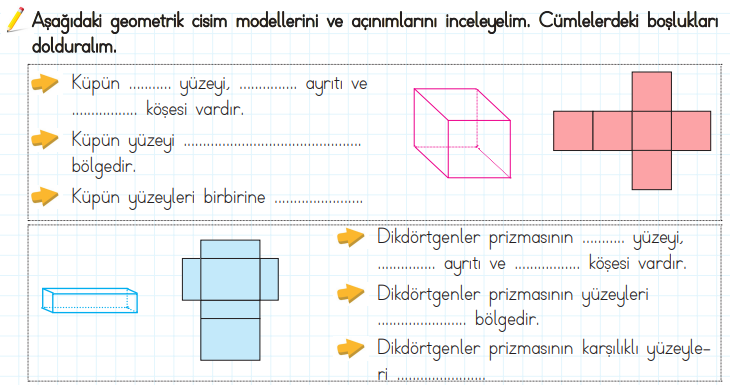 Aşağıdaki geometrik cisim modellerini ve açınımlarını inceleyelim. Cümlelerdeki boşlukları
dolduralım.
Küpün ........... yüzeyi, ............... ayrıtı ve
................. köşesi vardır.
Küpün yüzeyi ..............................................
bölgedir.
Küpün yüzeyleri birbirine .......................
Dikdörtgenler prizmasının ........... yüzeyi,
............... ayrıtı ve ................. köşesi vardır.
Dikdörtgenler prizmasının yüzeyleri
....................... bölgedir.
Dikdörtgenler prizmasının karşılıklı yüzeyle-
ri .......................